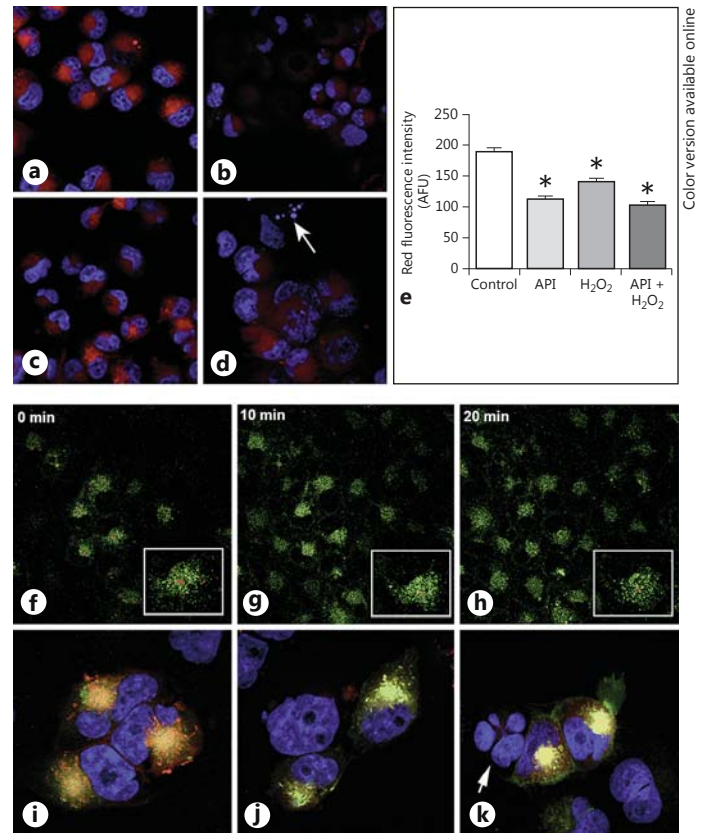 a
b
c
d
Color version available online
Red fluorescence intensity
(AFU)
250
200
150
100
50
0
*
*
*
Control
API
H₂O₂
API +
H₂O₂
e
0 min
10 min
20 min
f
g
h
i
j
k